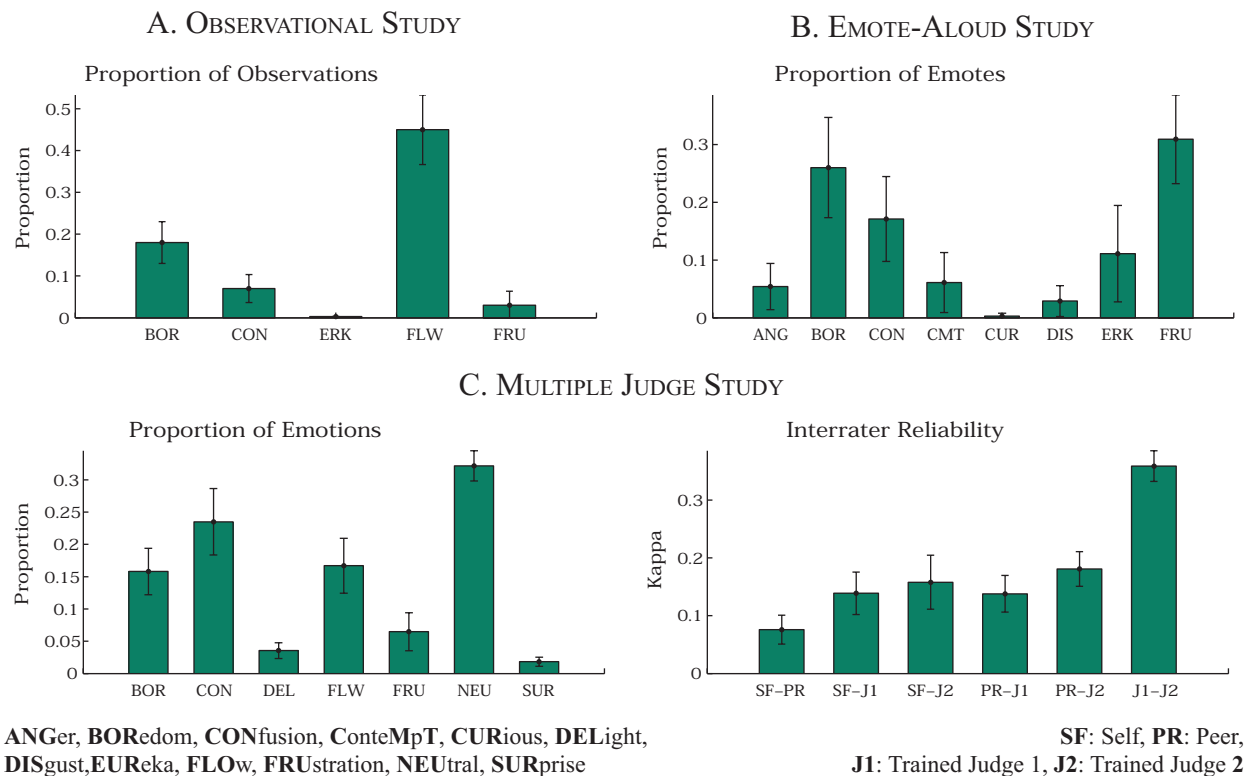 A. OBSERVATIONAL STUDY
B. EMOTE-ALOUD STUDY
Proportion of Observations
Proportion
0.5
0.4
0.3
0.2
0.1
0
BOR CON ERK FLW FRU
Proportion of Emotes
Proportion
0.3
0.2
0.1
0
ANG BOR CON CMT CUR DIS ERK FRU
C. MULTIPLE JUDGE STUDY
Proportion of Emotions
Proportion
0.3
0.25
0.2
0.15
0.1
0.05
0
BOR CON DEL FLW FRU NEU SUR
Interrater Reliability
Kappa
0.3
0.2
0.1
0
SF–PR SF–J1 SF–J2 PR–J1 PR–J2 J1–J2
ANGer, BORedom, CONfusion, ConteMpT, CURious, DELight,
DISgust,EUReka, FLOw, FRUstration, NEUtral, SURprise
SF: Self, PR: Peer,
J1: Trained Judge 1, J2: Trained Judge 2